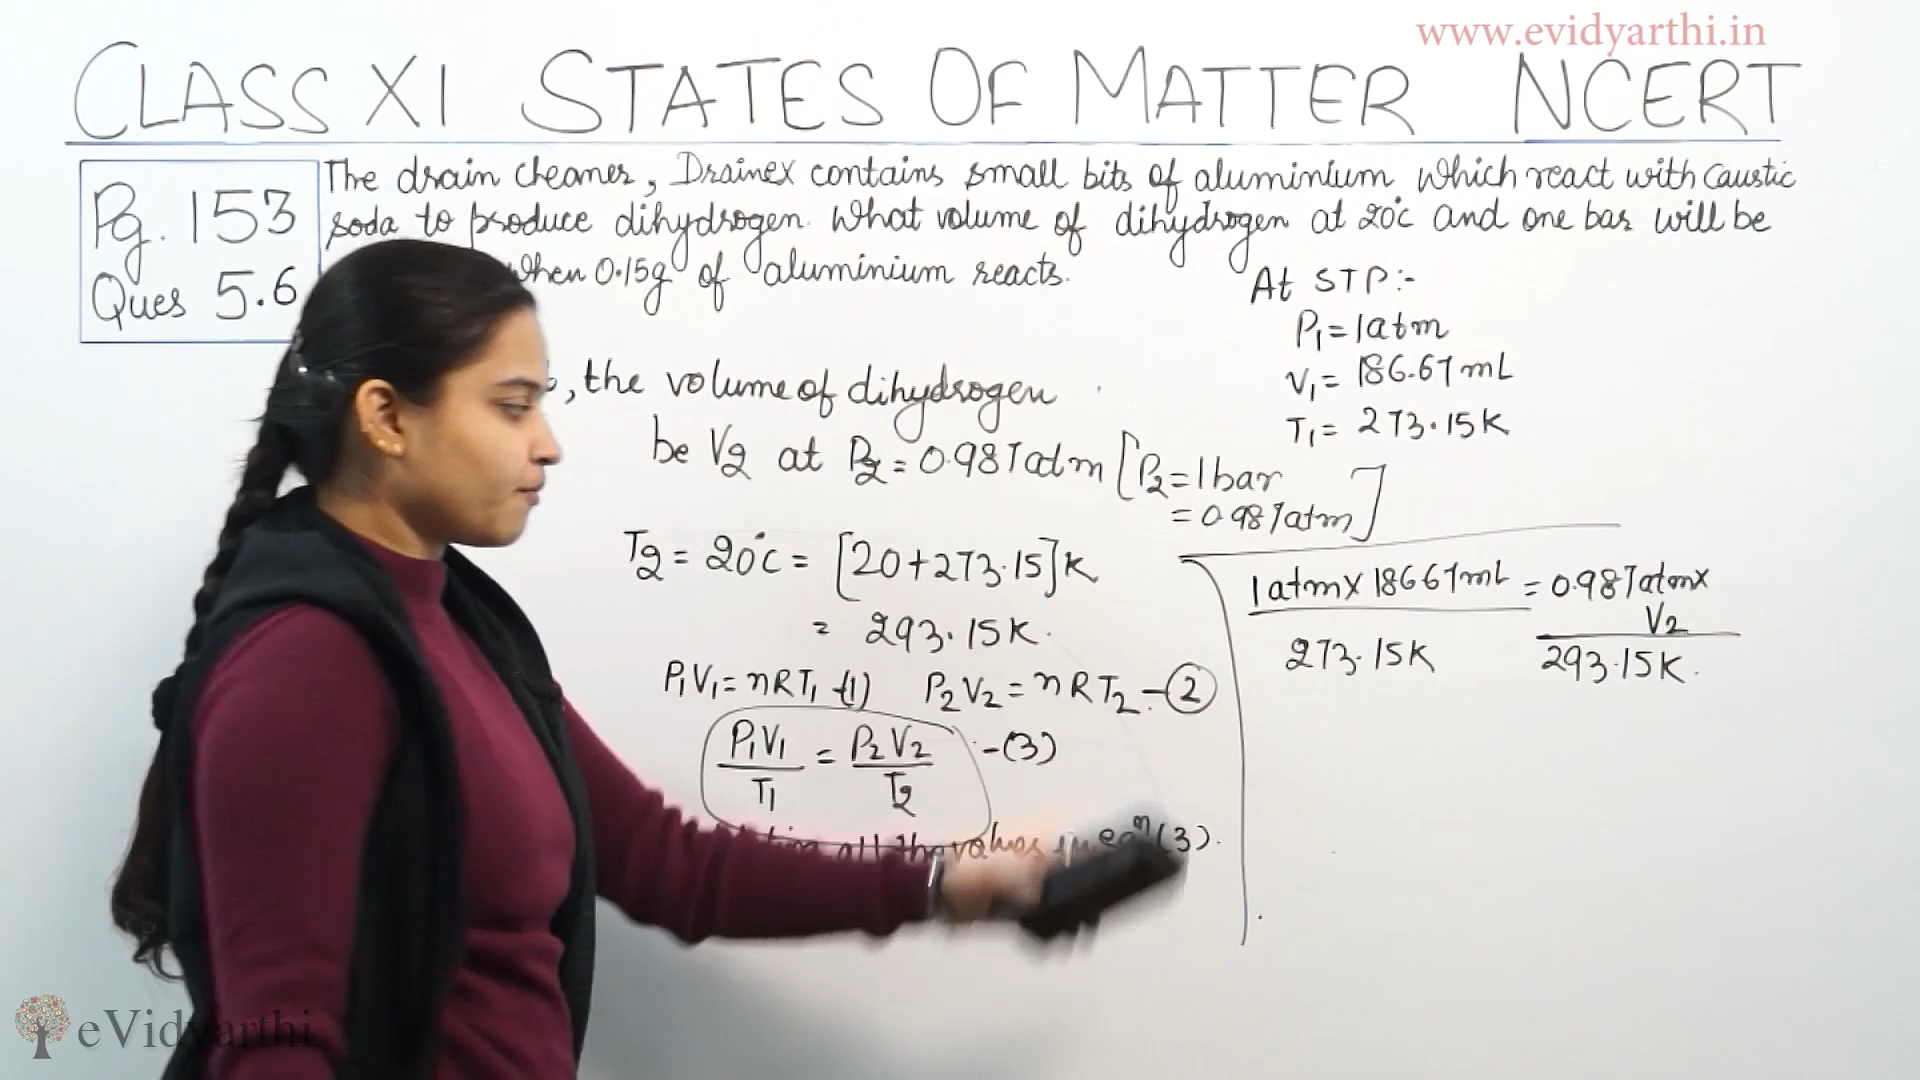 www.evidyarthi.in
CLASS XI STATES OF MATTER NCERT
Pg. 153
Ques 5.6
The drain cleaner, Drainex contains small bits of aluminium which react with caustic
soda to produce dihydrogen. What volume of dihydrogen at 20°C and one bar will be
when 0.15g of aluminium reacts.
At STP:-
P₁ = 1atm
V₁ = 186.67mL
T₁ = 273.15K
, the volume of dihydrogen
be V2 at P2 = 0.987atm [P2 = 1bar
= 0.987atm]
T2 = 20°C = [20+273.15]K
= 293.15K.
P₁V₁ = nRT₁ -(1) P₂V₂ = nRT₂ -②
P₁V₁/T₁ = P₂V₂/T2 -(3)
all the values in eqⁿ(3).
1atm x 18667mL = 0.987atm x
V2
273.15K 293.15K.
eVidyarthi